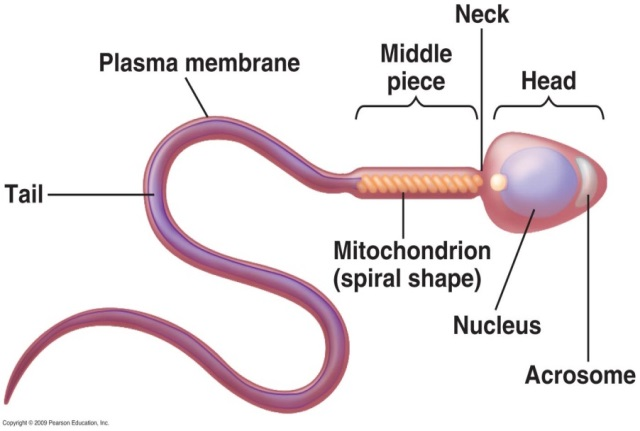 Neck
Middle
piece
Head
Plasma membrane
Tail
Mitochondrion
(spiral shape)
Nucleus
Acrosome
Copyright © 2009 Pearson Education, Inc.